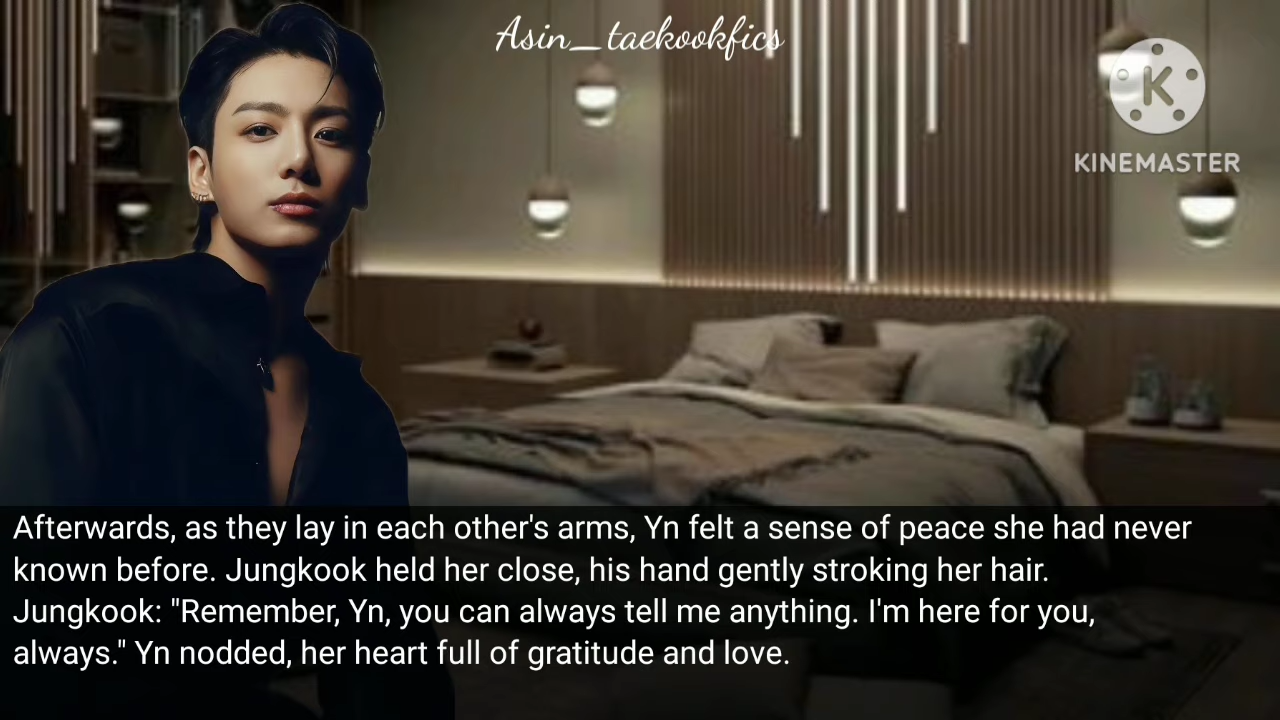 Asin_taekookfics
K
KINEMASTER
Afterwards, as they lay in each other's arms, Yn felt a sense of peace she had never
known before. Jungkook held her close, his hand gently stroking her hair.
Jungkook: "Remember, Yn, you can always tell me anything. I'm here for you,
always." Yn nodded, her heart full of gratitude and love.